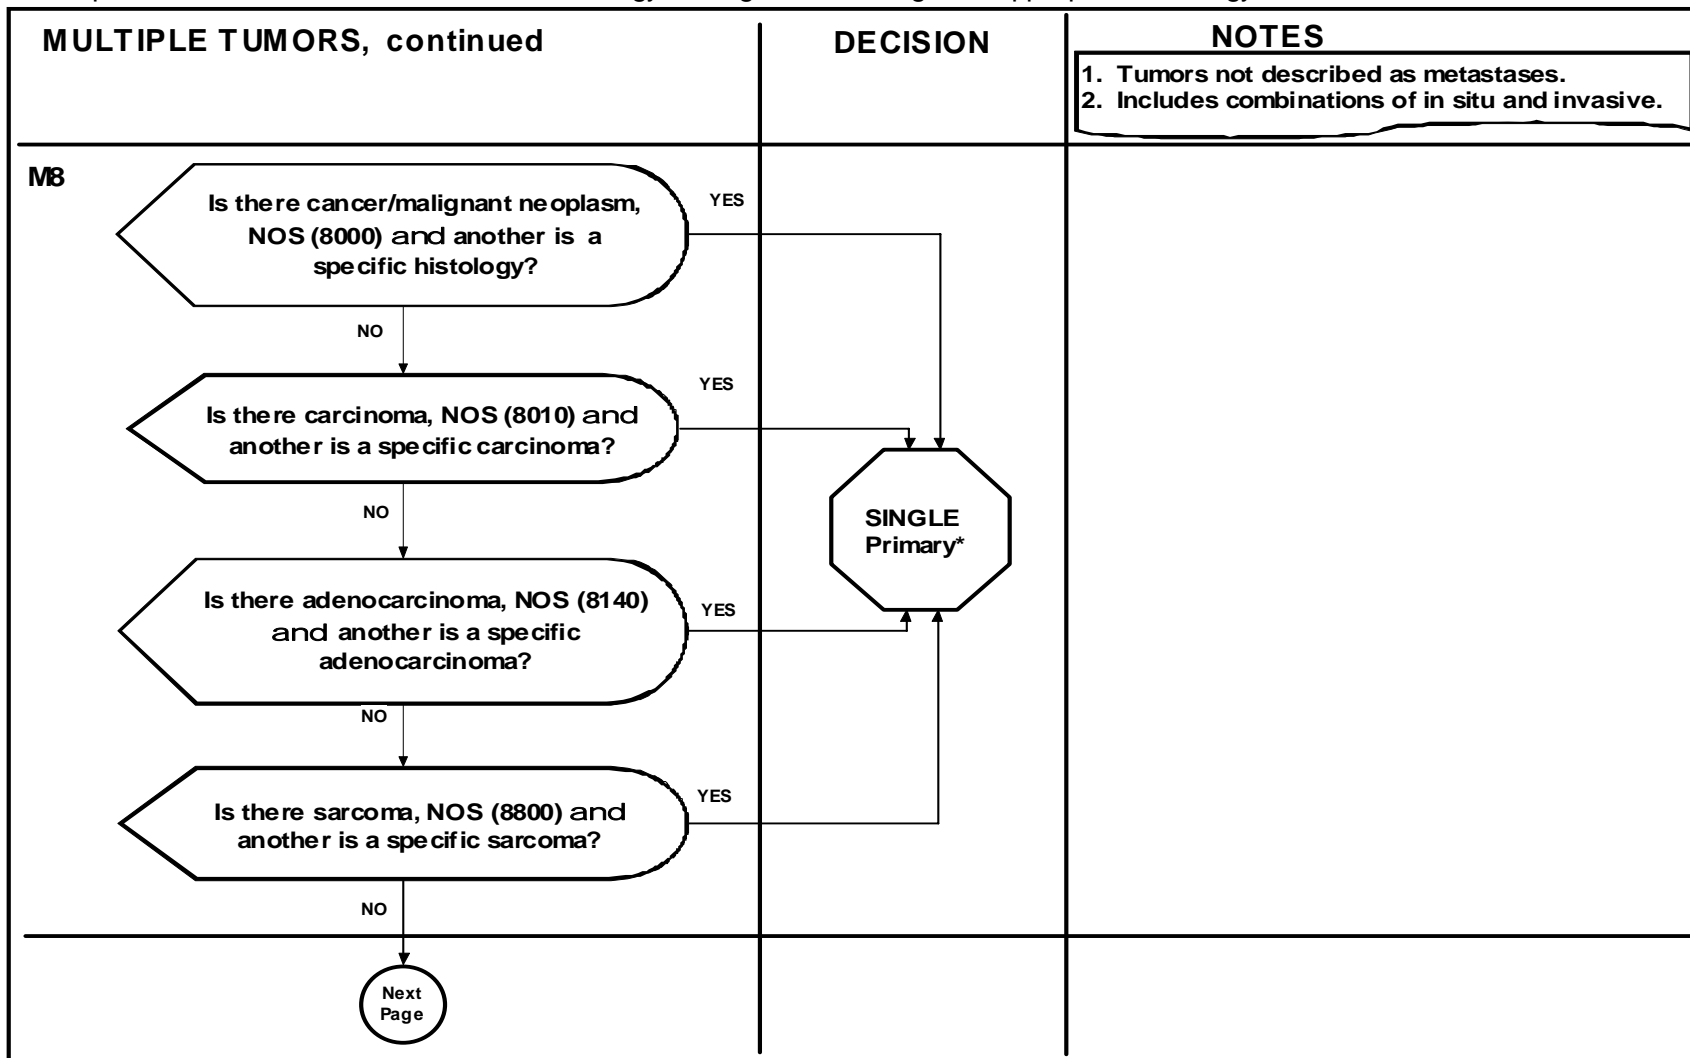 MULTIPLE TUMORS, continued
DECISION
NOTES
1. Tumors not described as metastases.
2. Includes combinations of in situ and invasive.
M8
Is there cancer/malignant neoplasm,
NOS (8000) and another is a
specific histology?
YES
NO
Is there carcinoma, NOS (8010) and
another is a specific carcinoma?
YES
NO
SINGLE
Primary*
Is there adenocarcinoma, NOS (8140)
and another is a specific
adenocarcinoma?
YES
NO
Is there sarcoma, NOS (8800) and
another is a specific sarcoma?
YES
NO
Next
Page